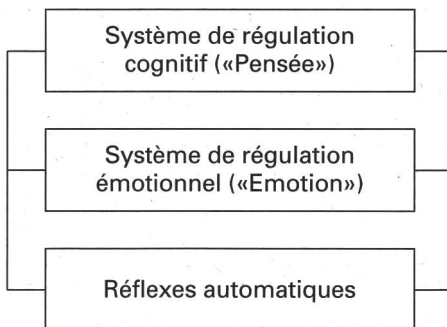 Système de régulation
cognitif («Pensée»)
Système de régulation
émotionnel («Emotion»)
Réflexes automatiques